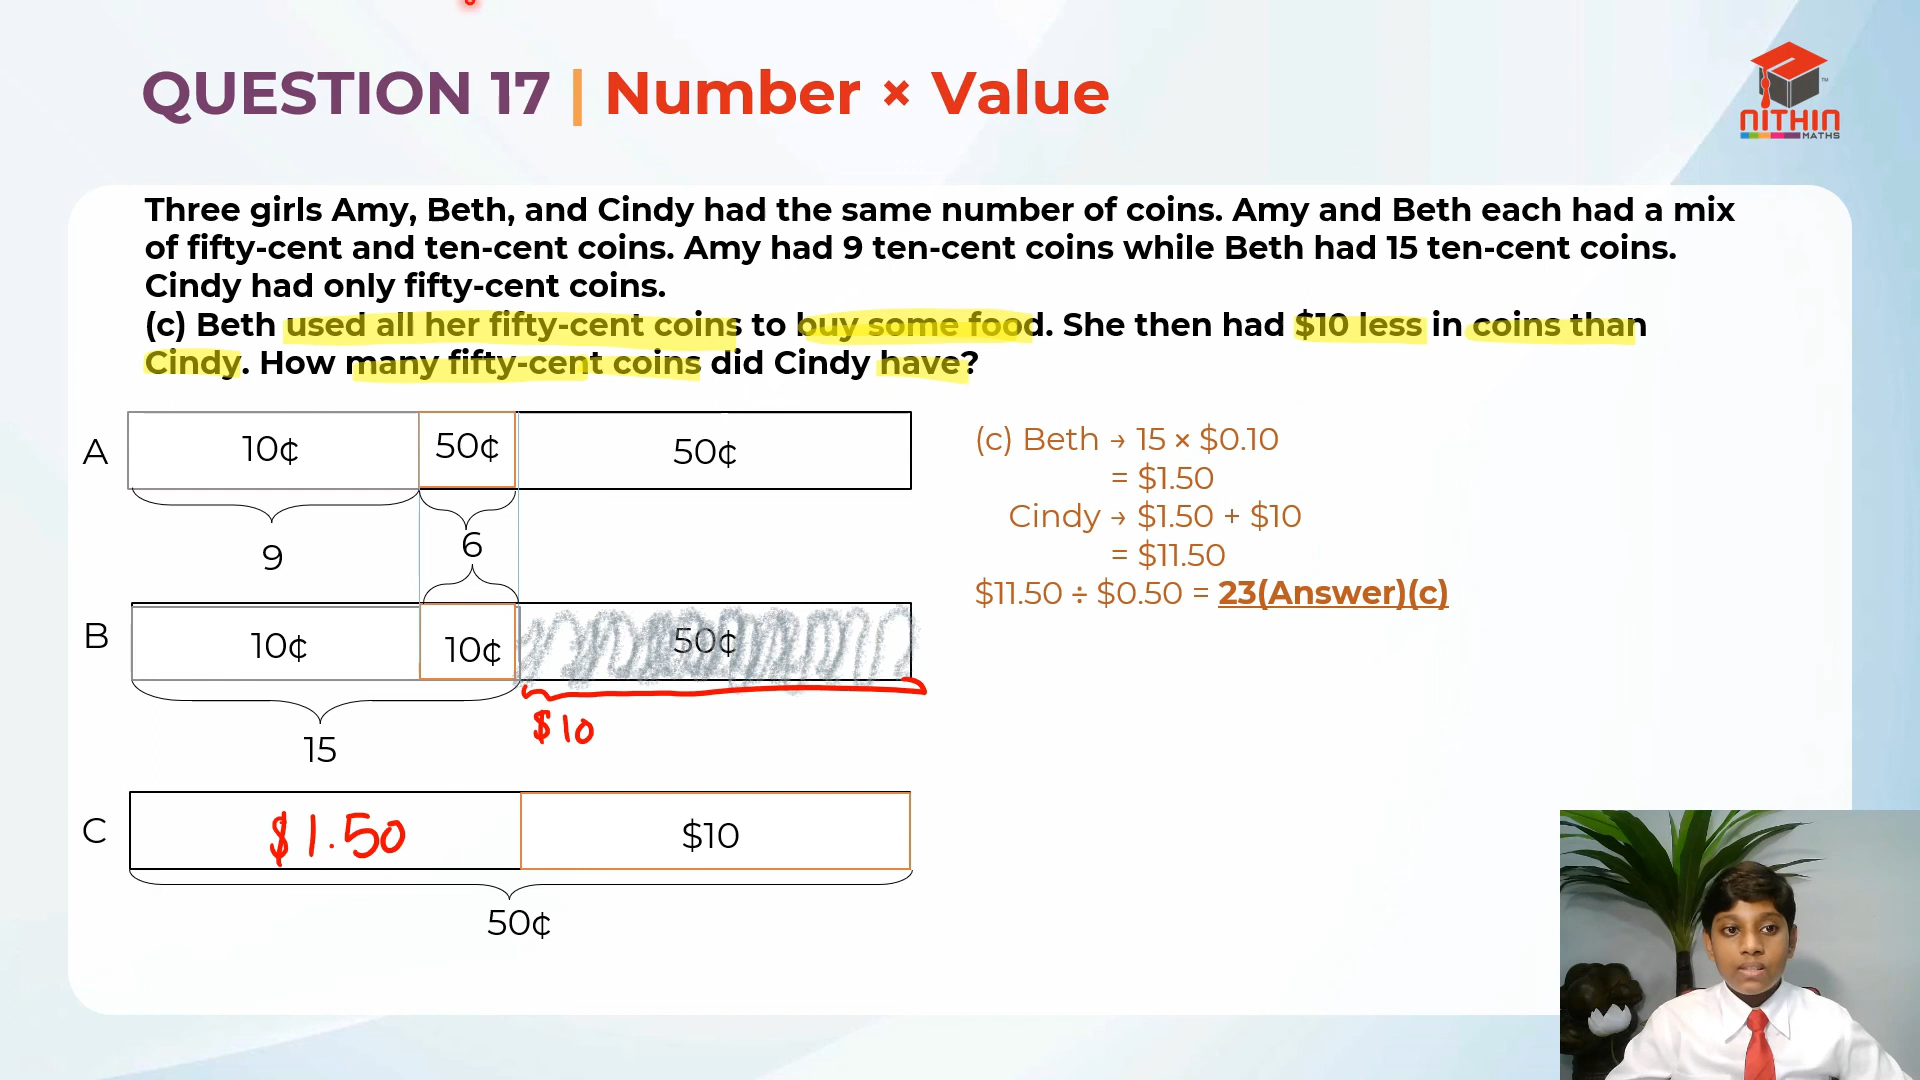 QUESTION 17 | Number × Value
NITHIN
MATHS
TM
Three girls Amy, Beth, and Cindy had the same number of coins. Amy and Beth each had a mix
of fifty-cent and ten-cent coins. Amy had 9 ten-cent coins while Beth had 15 ten-cent coins.
Cindy had only fifty-cent coins.
(c) Beth used all her fifty-cent coins to buy some food. She then had $10 less in coins than
Cindy. How many fifty-cent coins did Cindy have?
A 10¢ 50¢ 50¢
9 6
B 10¢ 10¢ 50¢
$10
15
C $1.50 $10
50¢
(c) Beth → 15 × $0.10
= $1.50
Cindy → $1.50 + $10
= $11.50
$11.50 ÷ $0.50 = 23(Answer)(c)